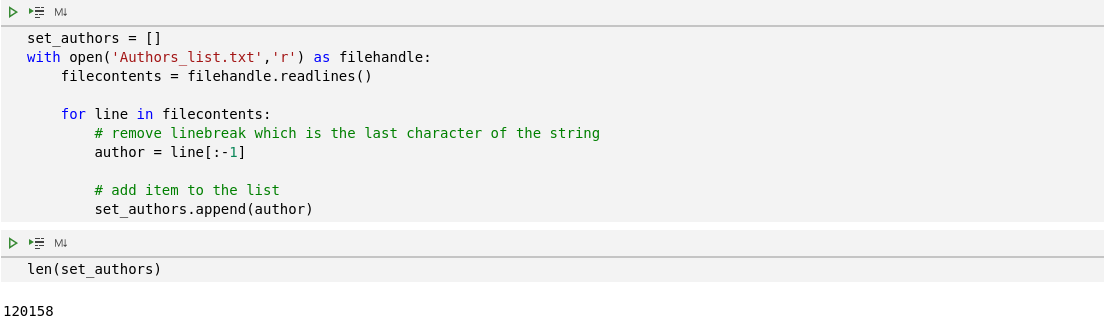 M↓
set_authors = []
with open('Authors_list.txt','r') as filehandle:
    filecontents = filehandle.readlines()
    for line in filecontents:
        # remove linebreak which is the last character of the string
        author = line[:-1]
        # add item to the list
        set_authors.append(author)
M↓
len(set_authors)
120158